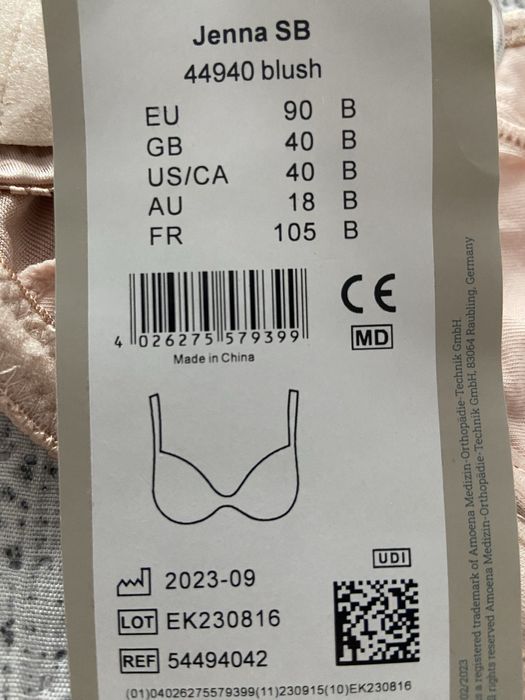 Jenna SB
44940 blush
EU 90 B
GB 40 B
US/CA 40 B
AU 18 B
FR 105 B
4 026275 579399
CE
Made in China
MD
UDI
2023-09
LOT EK230816
REF 54494042
(01)04026275579399(11)230915(10)EK230816
02/2023
a registered trademark of Amoena Medizin-Orthopädie-Technik GmbH.
rights reserved Amoena Medizin-Orthopädie-Technik GmbH, 83064 Raubling, Germany